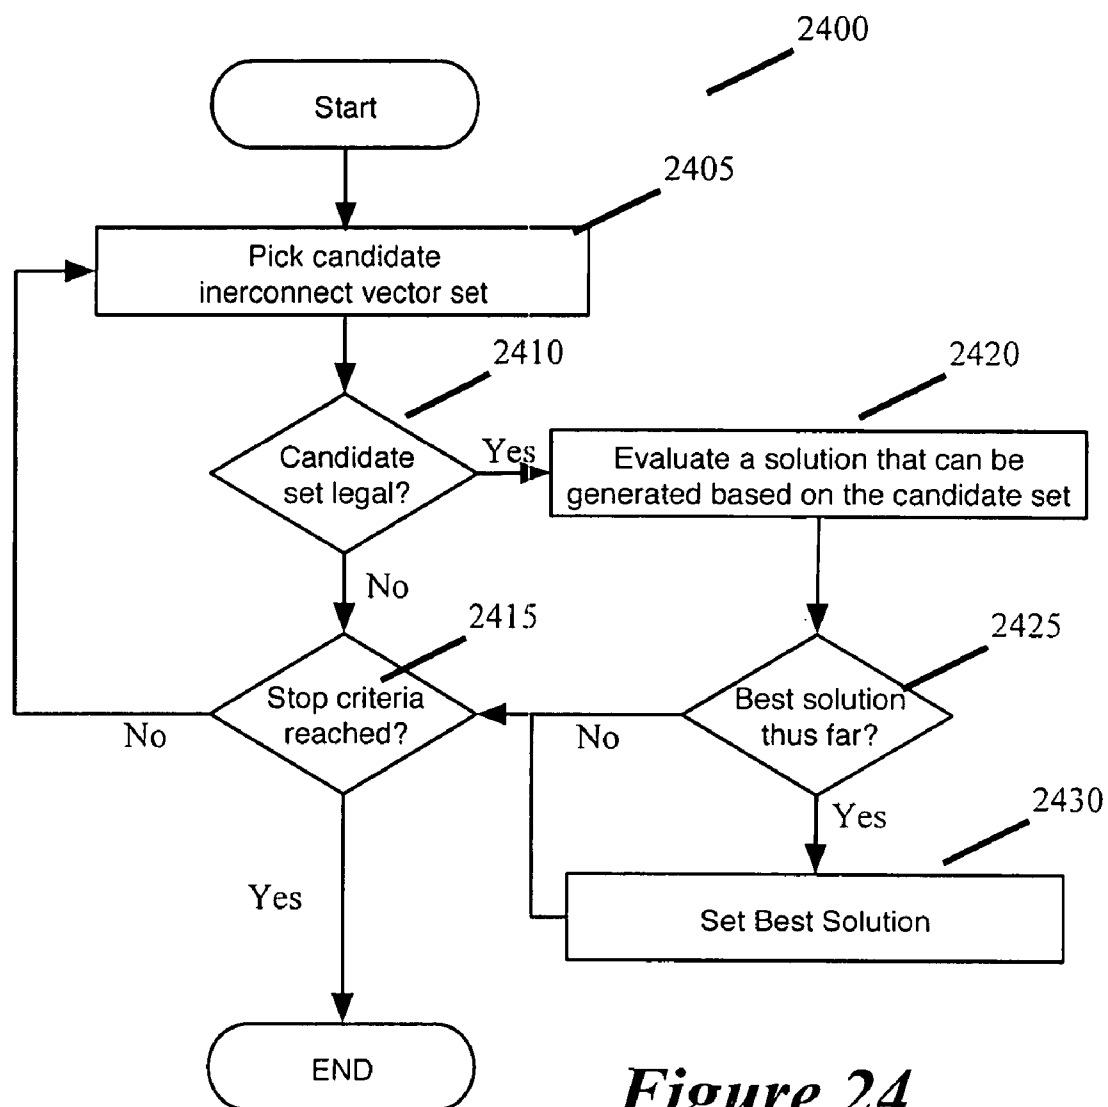 2400
Start
2405
Pick candidate
inerconnect vector set
2410
2420
Candidate
set legal?
Yes
Evaluate a solution that can be
generated based on the candidate set
No
2415
2425
Stop criteria
reached?
No
Best solution
thus far?
No
Yes
2430
Yes
Set Best Solution
END
Figure 24